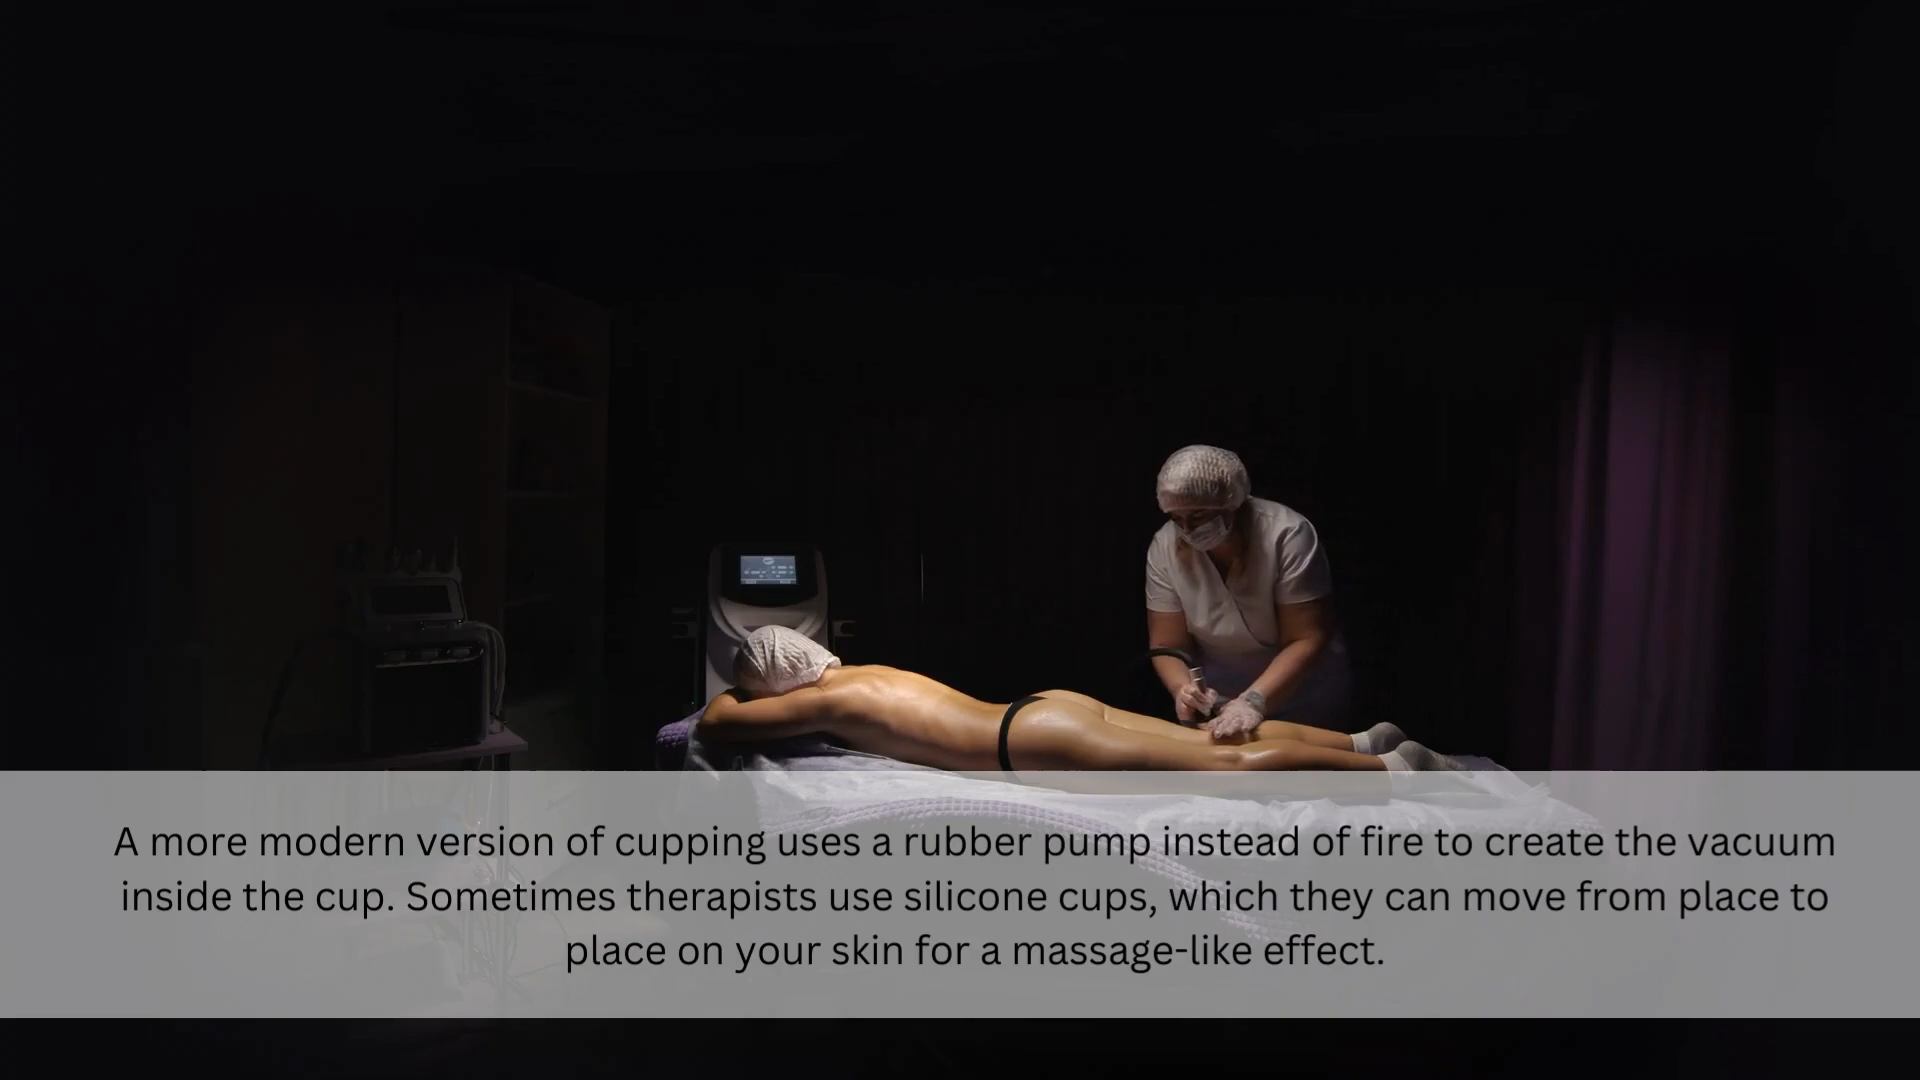 A more modern version of cupping uses a rubber pump instead of fire to create the vacuum
inside the cup. Sometimes therapists use silicone cups, which they can move from place to
place on your skin for a massage-like effect.